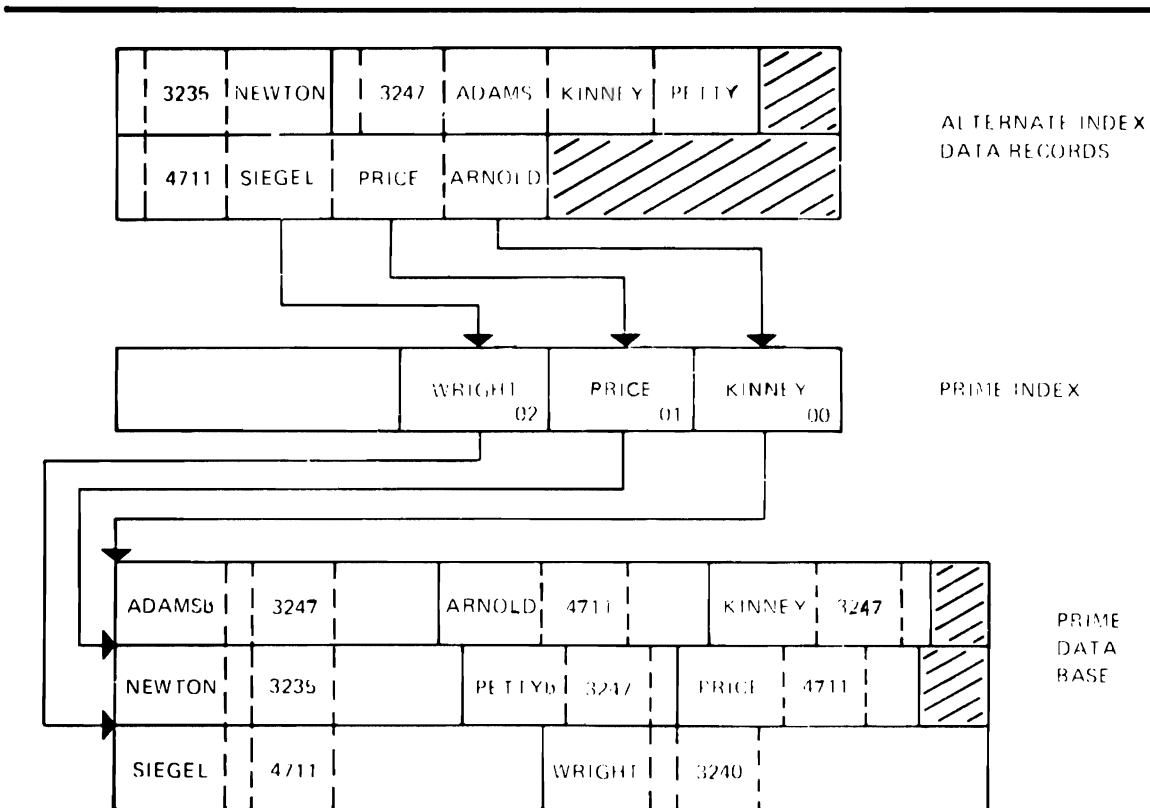 3235 NEWTON 3247 ADAMS KINNEY PETTY
4711 SIEGEL PRICE ARNOLD
ALTERNATE INDEX
DATA RECORDS
WRIGHT 02 PRICE 01 KINNEY 00
PRIME INDEX
ADAMSb 3247 ARNOLD 4711 KINNEY 3247
NEWTON 3235 PETTYb 3247 PRICE 4711
SIEGEL 4711 WRIGHT 3240
PRIME
DATA
BASE